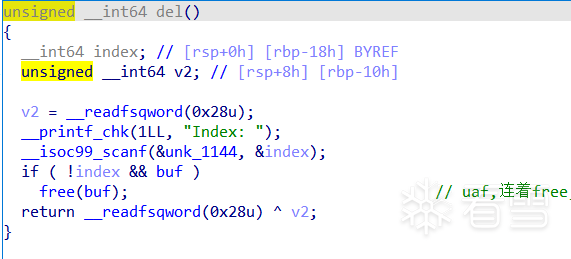 unsigned __int64 del()
{
  __int64 index; // [rsp+0h] [rbp-18h] BYREF
  unsigned __int64 v2; // [rsp+8h] [rbp-10h]

  v2 = __readfsqword(0x28u);
  __printf_chk(1LL, "Index: ");
  __isoc99_scanf(&unk_1144, &index);
  if ( !index && buf )
    free(buf); // uaf,连着free
  return __readfsqword(0x28u) ^ v2;
}
看雪